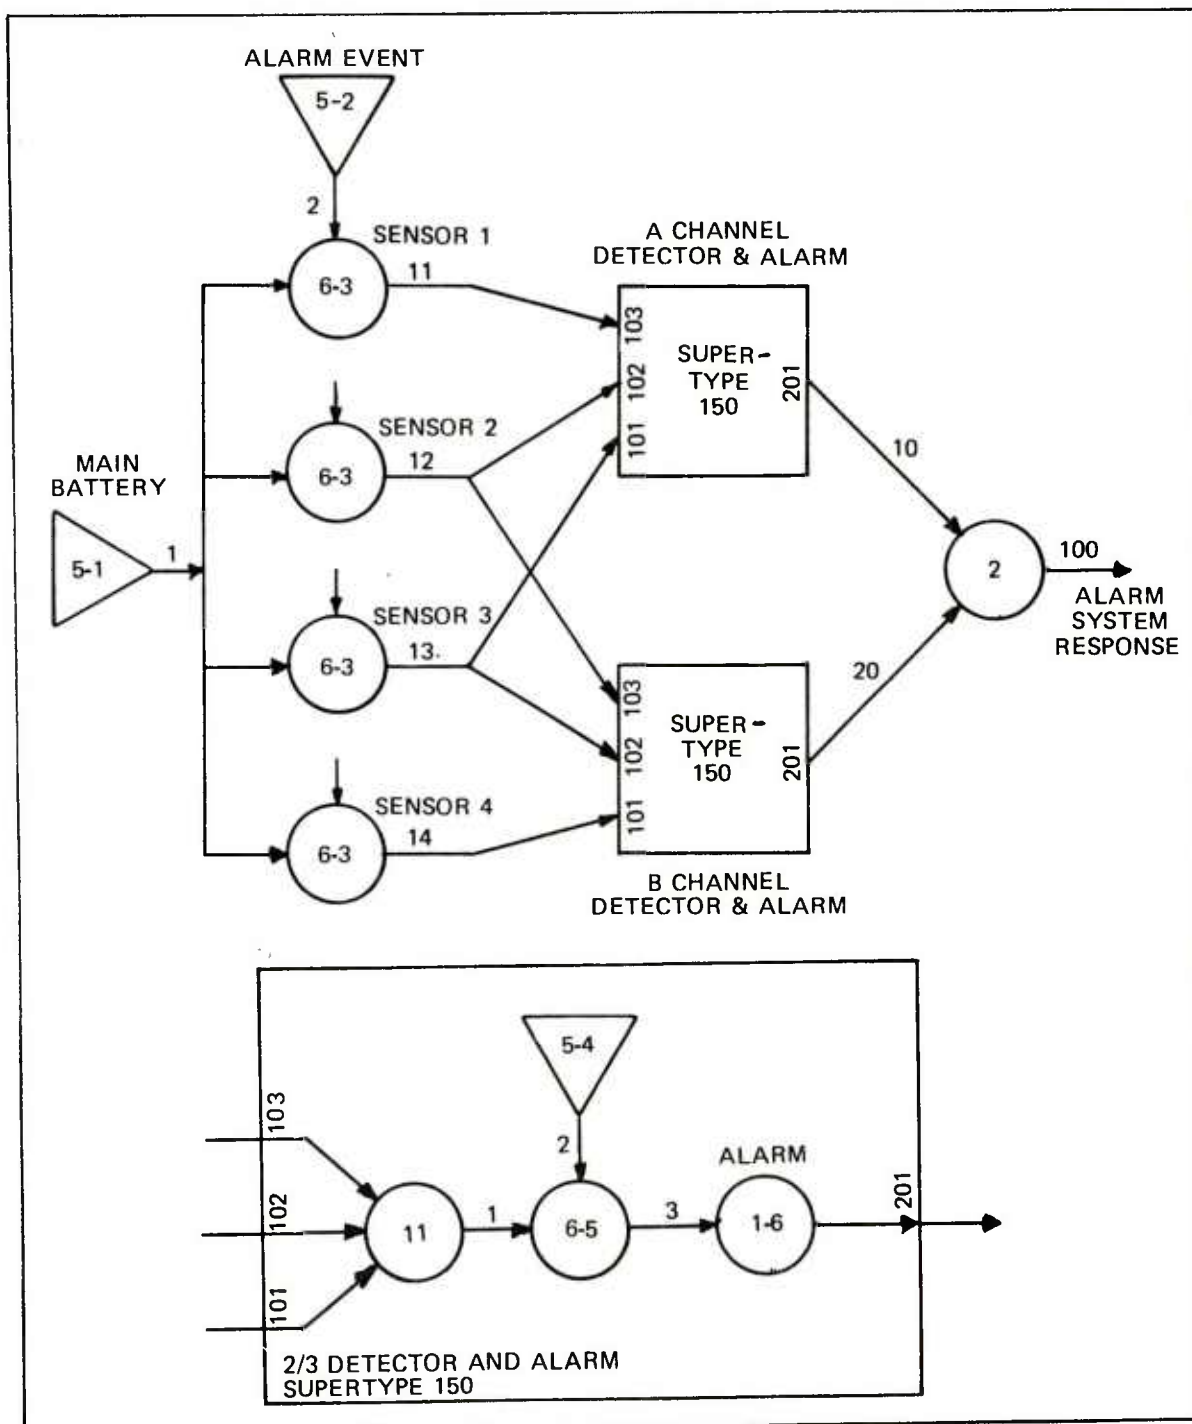 ALARM EVENT
5-2
2
SENSOR 1
6-3
11
A CHANNEL
DETECTOR & ALARM
103
102
101
SUPER-
TYPE
150
201
SENSOR 2
6-3
12
10
MAIN
BATTERY
5-1
1
2
100
ALARM
SYSTEM
RESPONSE
SENSOR 3
6-3
13.
20
103
102
101
SUPER-
TYPE
150
201
SENSOR 4
6-3
14
B CHANNEL
DETECTOR & ALARM
5-4
2
103
102
101
11
1
6-5
3
ALARM
1-6
201
2/3 DETECTOR AND ALARM
SUPERTYPE 150